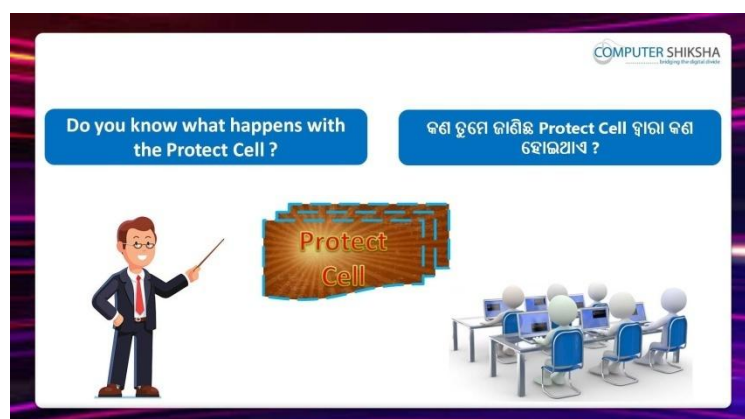 COMPUTER SHIKSHA
bridging the digital divide
Do you know what happens with
the Protect Cell ?
କଣ ତୁମେ ଜାଣିଛ Protect Cell ଦ୍ୱାରା କଣ
ହୋଇଥାଏ ?
Protect
Cell